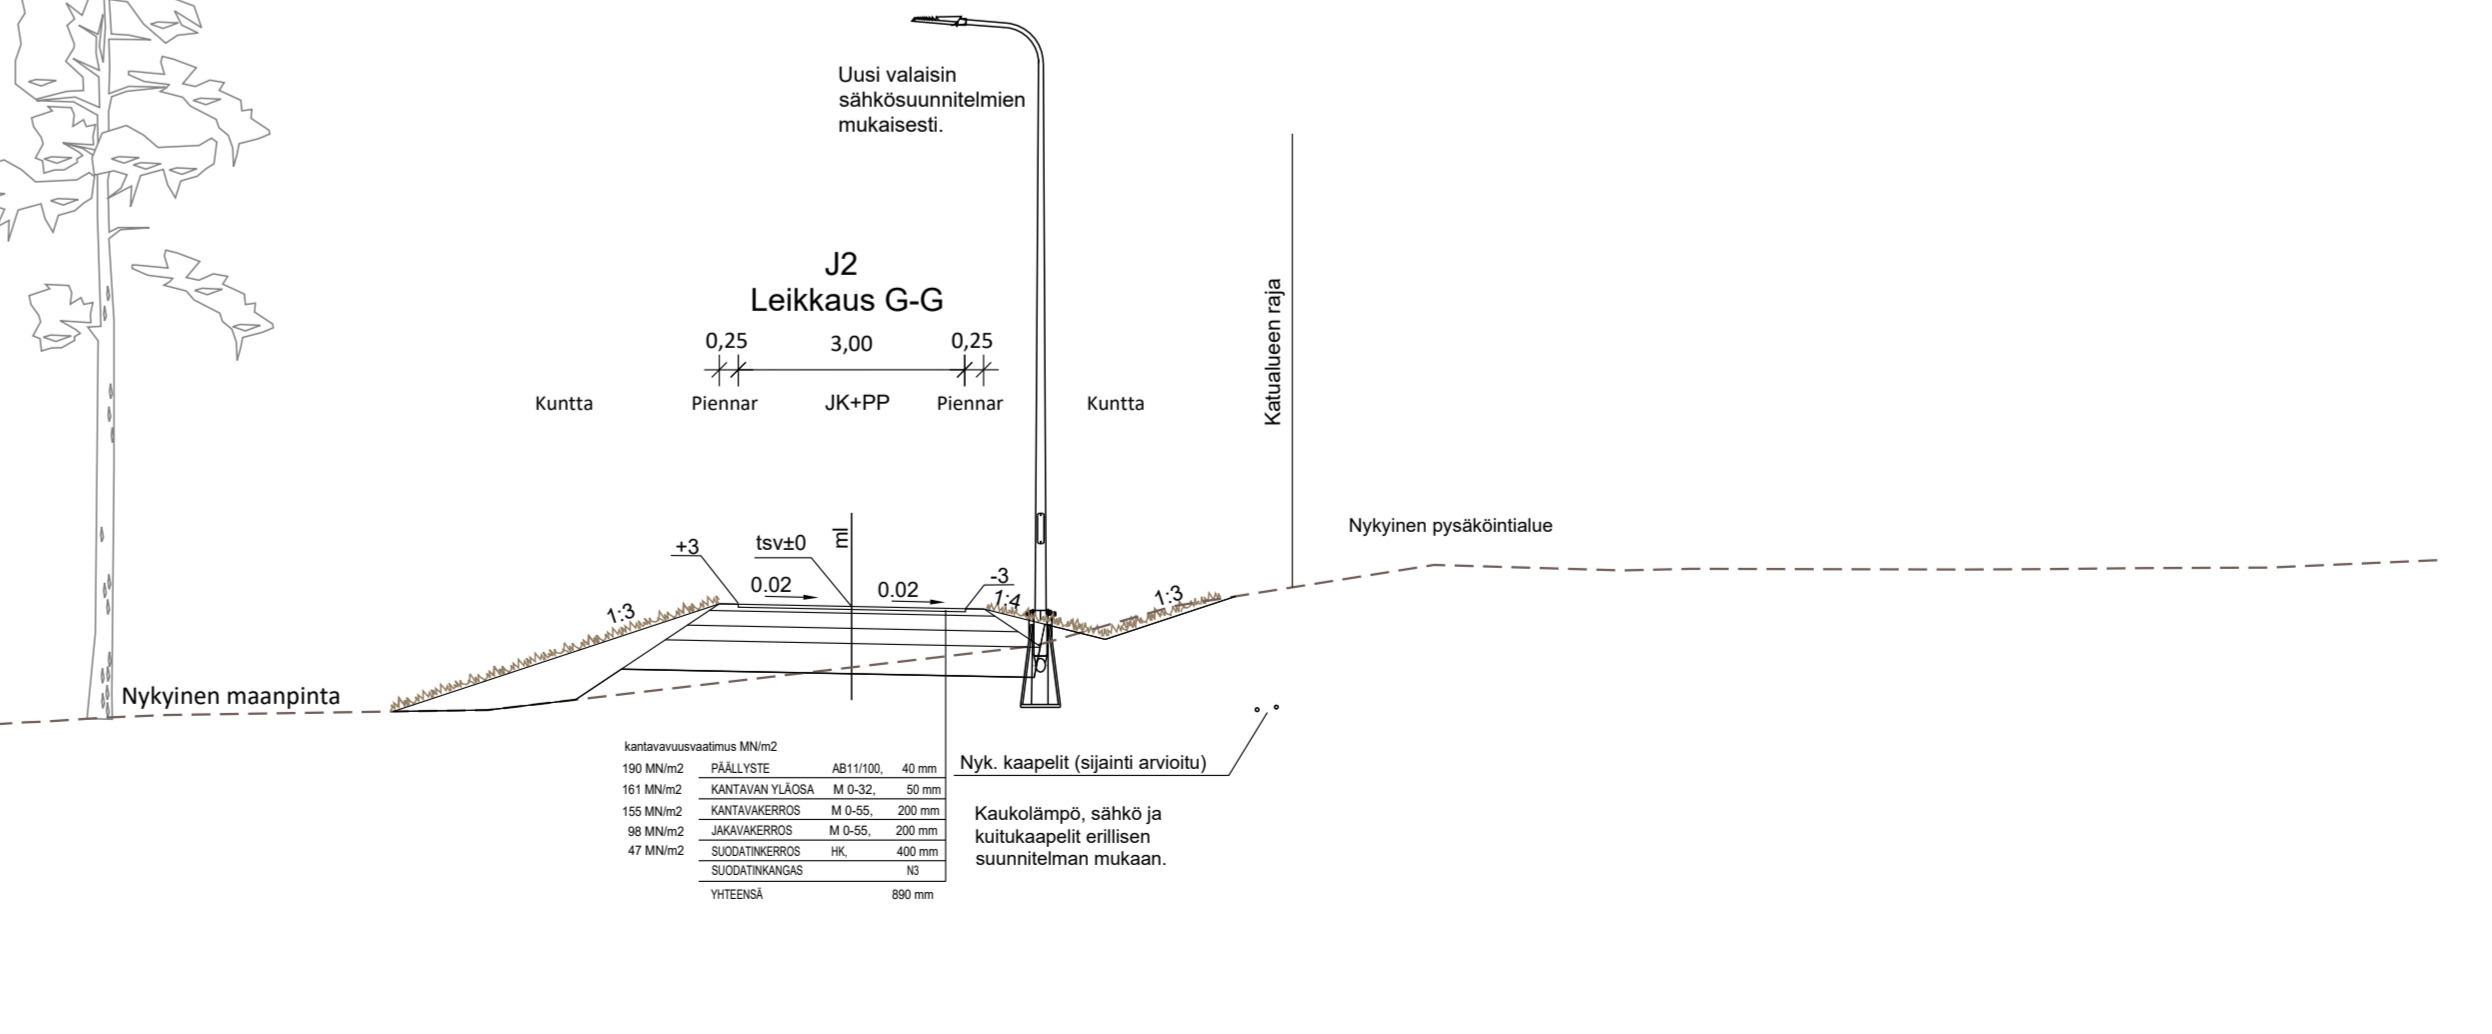 Uusi valaisin
sähkösuunnitelmien
mukaisesti.
J2
Leikkaus G-G
0,25 3,00 0,25
Kuntta Piennar JK+PP Piennar Kuntta
Katualueen raja
Nykyinen pysäköintialue
+3 tsv±0 ml -3
0.02 0.02
1:3 1:4 1:3
Nykyinen maanpinta
kantavavuusvaatimus MN/m2
190 MN/m2 PÄÄLLYSTE AB11/100, 40 mm
161 MN/m2 KANTAVAN YLÄOSA M 0-32, 50 mm
155 MN/m2 KANTAVAKERROS M 0-55, 200 mm
98 MN/m2 JAKAVAKERROS M 0-55, 200 mm
47 MN/m2 SUODATINKERROS HK, 400 mm
SUODATINKANGAS N3
YHTEENSÄ 890 mm
Nyk. kaapelit (sijainti arvioitu)
Kaukolämpö, sähkö ja
kuitukaapelit erillisen
suunnitelman mukaan.